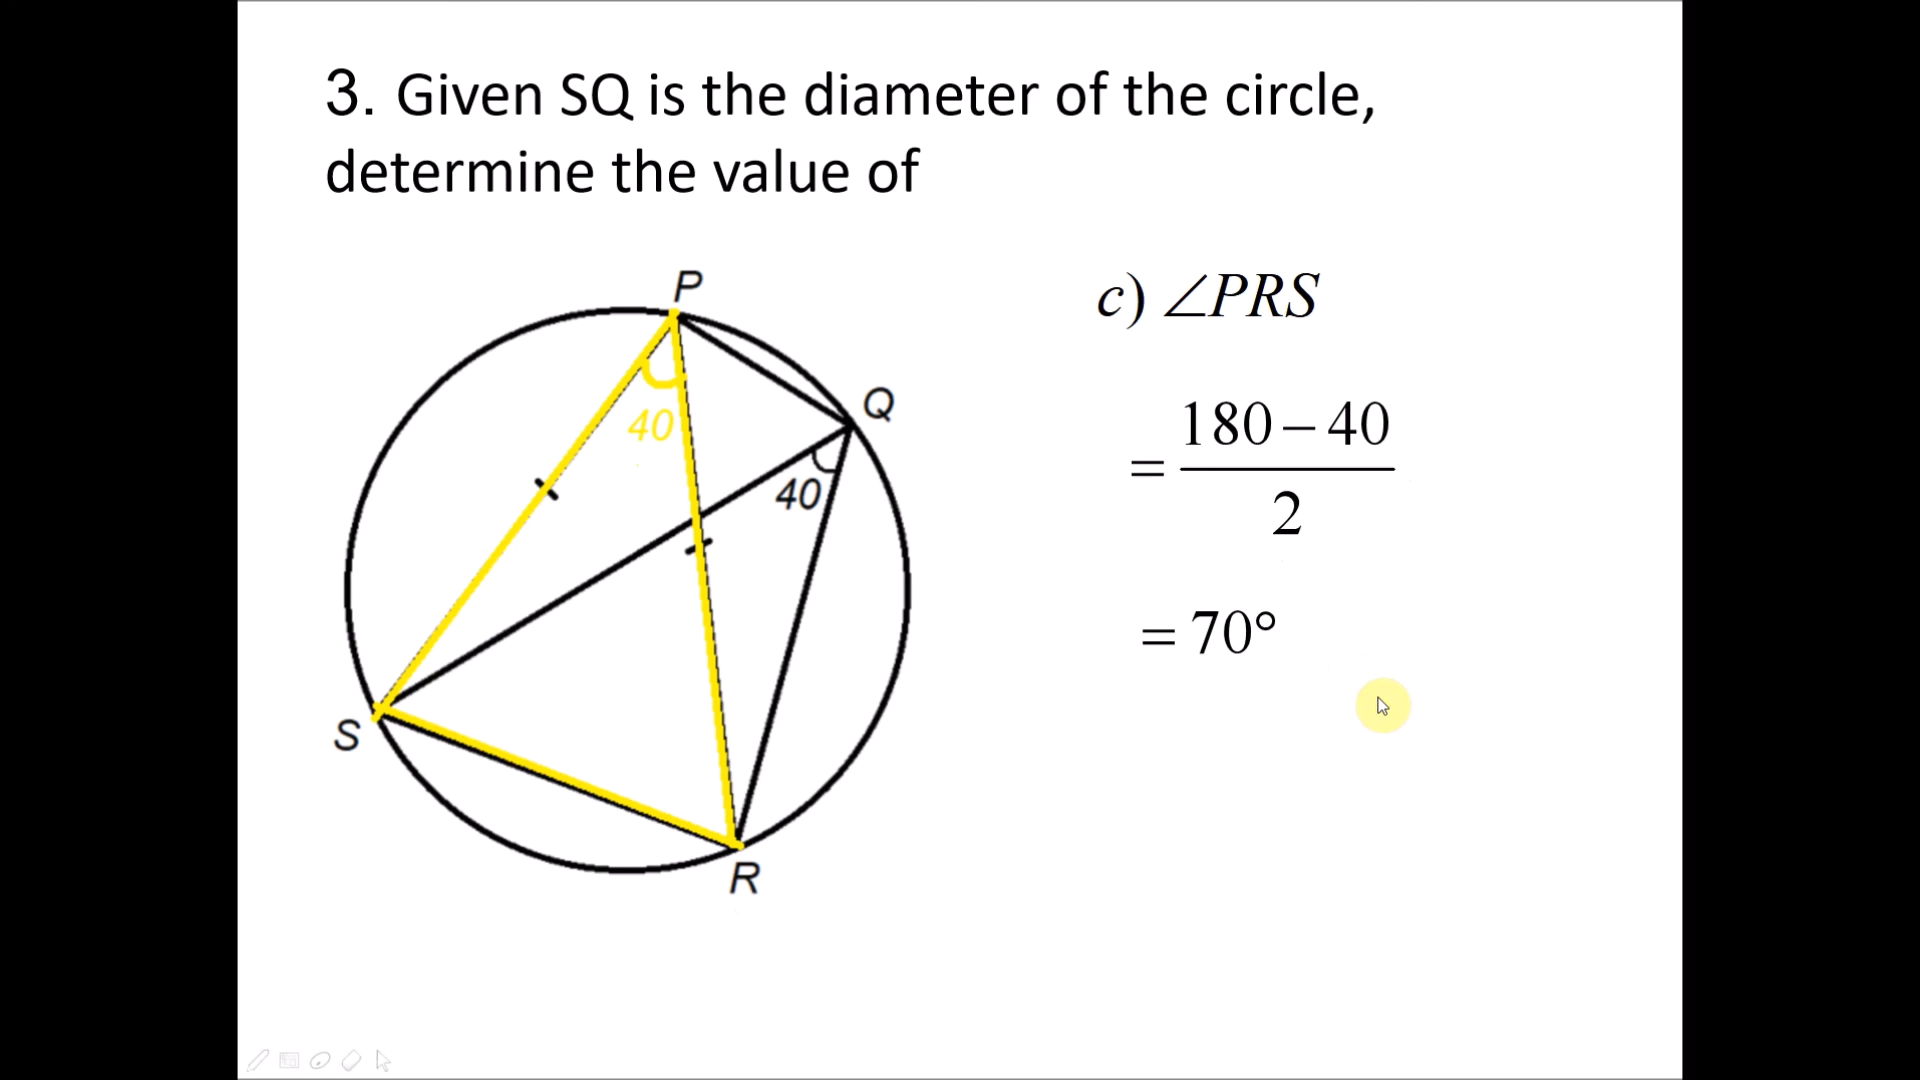 3. Given SQ is the diameter of the circle,
determine the value of
P
Q
40
40
S
R
c) ∠PRS
= (180 – 40) / 2
= 70°